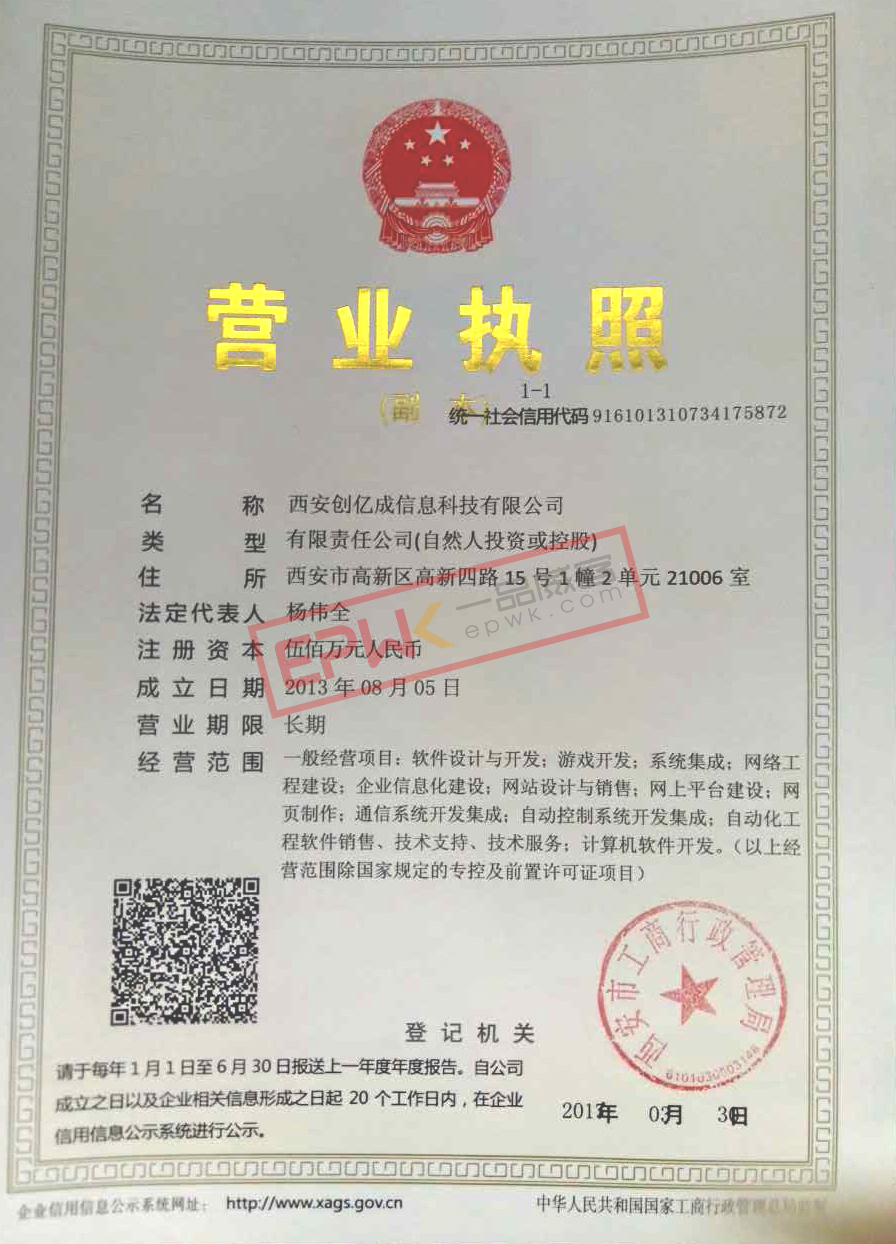 营业执照
(副 本)
1-1
统一社会信用代码 916101310734175872
名称 西安创亿成信息科技有限公司
类型 有限责任公司(自然人投资或控股)
住所 西安市高新区高新四路 15 号 1 幢 2 单元 21006 室
法定代表人 杨伟全
注册资本 伍佰万元人民币
成立日期 2013 年 08 月 05 日
营业期限 长期
经营范围 一般经营项目：软件设计与开发；游戏开发；系统集成；网络工
程建设；企业信息化建设；网站设计与销售；网上平台建设；网
页制作；通信系统开发集成；自动控制系统开发集成；自动化工
程软件销售、技术支持、技术服务；计算机软件开发。（以上经
营范围除国家规定的专控及前置许可证项目）
EPWK 一品威客
epwk.com
西安市工商行政管理局
6101030003148
登记机关
请于每年 1 月 1 日至 6 月 30 日报送上一年度年度报告。自公司
成立之日以及企业相关信息形成之日起 20 个工作日内，在企业
信用信息公示系统进行公示。
2017年 03月 30日
企业信用信息公示系统网址： http://www.xags.gov.cn
中华人民共和国国家工商行政管理总局监制